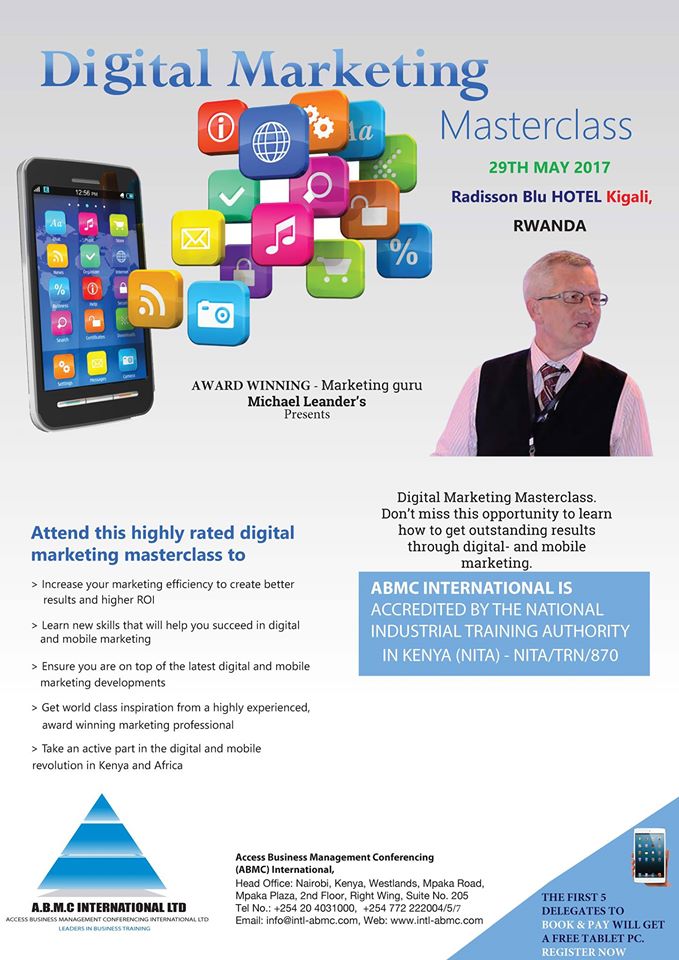 Digital Marketing
Masterclass
29TH MAY 2017
Radisson Blu HOTEL Kigali,
RWANDA
12:56 PM
Aa
%
AWARD WINNING - Marketing guru
Michael Leander's
Presents
Digital Marketing Masterclass.
Don't miss this opportunity to learn
how to get outstanding results
through digital- and mobile
marketing.
Attend this highly rated digital
marketing masterclass to
> Increase your marketing efficiency to create better
results and higher ROI
> Learn new skills that will help you succeed in digital
and mobile marketing
> Ensure you are on top of the latest digital and mobile
marketing developments
> Get world class inspiration from a highly experienced,
award winning marketing professional
> Take an active part in the digital and mobile
revolution in Kenya and Africa
ABMC INTERNATIONAL IS
ACCREDITED BY THE NATIONAL
INDUSTRIAL TRAINING AUTHORITY
IN KENYA (NITA) - NITA/TRN/870
A.B.M.C INTERNATIONAL LTD
ACCESS BUSINESS MANAGEMENT CONFERENCING INTERNATIONAL LTD
LEADERS IN BUSINESS TRAINING
Access Business Management Conferencing
(ABMC) International,
Head Office: Nairobi, Kenya, Westlands, Mpaka Road,
Mpaka Plaza, 2nd Floor, Right Wing, Suite No. 205
Tel No.: +254 20 4031000, +254 772 222004/5/7
Email: info@intl-abmc.com, Web: www.intl-abmc.com
THE FIRST 5
DELEGATES TO
BOOK & PAY WILL GET
A FREE TABLET PC.
REGISTER NOW